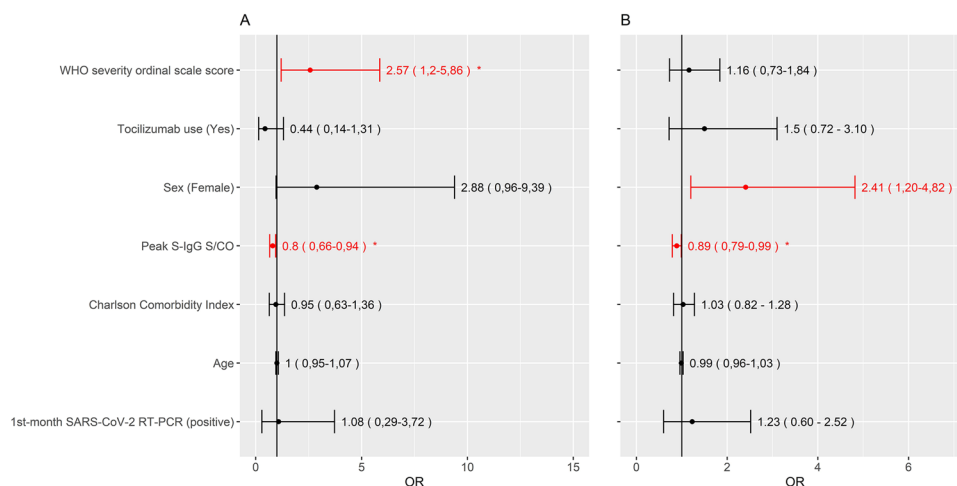 A
B
WHO severity ordinal scale score
2.57 ( 1,2-5,86 ) *
1.16 ( 0,73-1,84 )
Tocilizumab use (Yes)
0.44 ( 0,14-1,31 )
1.5 ( 0.72 - 3.10 )
Sex (Female)
2.88 ( 0,96-9,39 )
2.41 ( 1,20-4,82 )
Peak S-IgG S/CO
0.8 ( 0,66-0,94 ) *
0.89 ( 0,79-0,99 ) *
Charlson Comorbidity Index
0.95 ( 0,63-1,36 )
1.03 ( 0.82 - 1.28 )
Age
1 ( 0,95-1,07 )
0.99 ( 0,96-1,03 )
1st-month SARS-CoV-2 RT-PCR (positive)
1.08 ( 0,29-3,72 )
1.23 ( 0.60 - 2.52 )
0 5 10 15
0 2 4 6
OR
OR